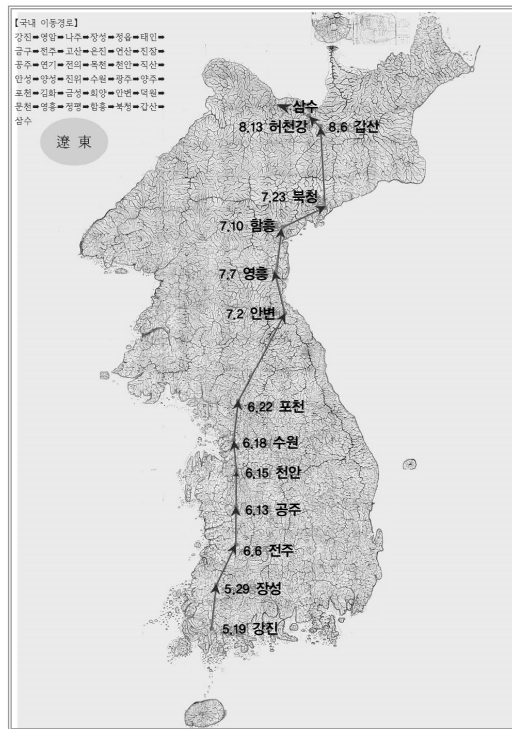 【국내 이동경로】
강진➡영암➡나주➡장성➡정읍➡태인➡
금구➡전주➡고산➡은진➡연산➡진잠➡
공주➡연기➡전의➡목천➡천안➡직산➡
안성➡양성➡진위➡수원➡광주➡양주➡
포천➡김화➡금성➡회양➡안변➡덕원➡
문천➡영흥➡정평➡함흥➡북청➡갑산➡
삼수
遼東
삼수
8.13 허천강
8.6 갑산
7.23 북청
7.10 함흥
7.7 영흥
7.2 안변
6.22 포천
6.18 수원
6.15 천안
6.13 공주
6.6 전주
5.29 장성
5.19 강진